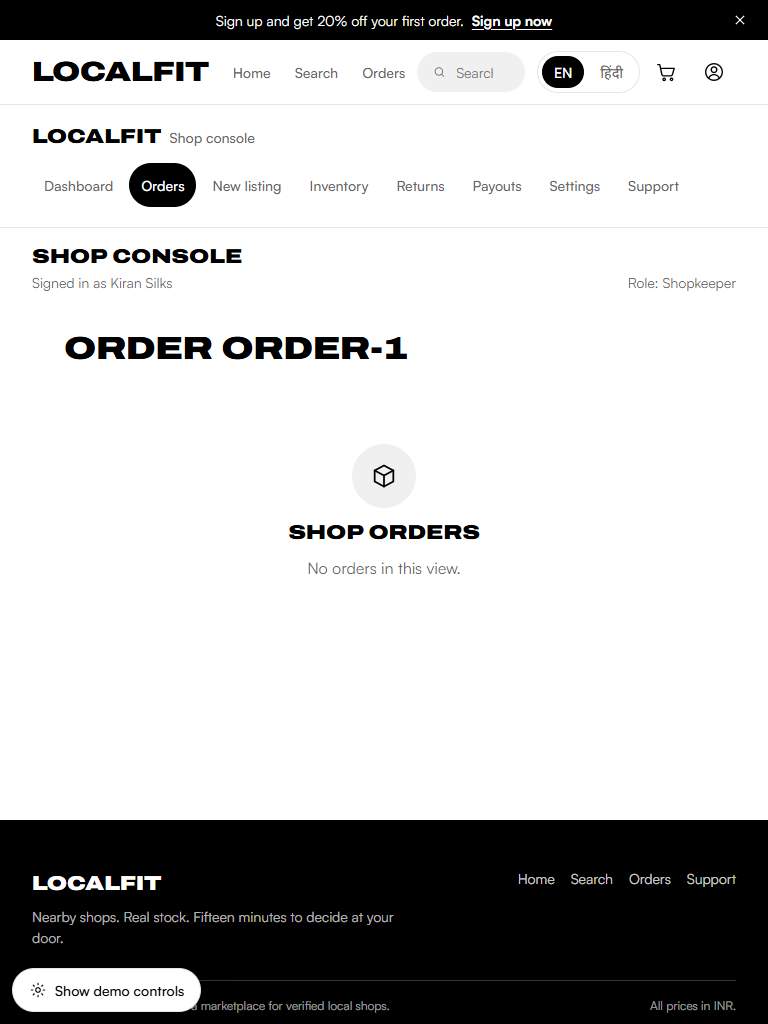 Sign up and get 20% off your first order. Sign up now
LOCALFIT Home Search Orders Searcl EN हिंदी
LOCALFIT Shop console
Dashboard Orders New listing Inventory Returns Payouts Settings Support
SHOP CONSOLE
Signed in as Kiran Silks Role: Shopkeeper
ORDER ORDER-1
SHOP ORDERS
No orders in this view.
LOCALFIT Home Search Orders Support
Nearby shops. Real stock. Fifteen minutes to decide at your
door.
Show demo controls
marketplace for verified local shops. All prices in INR.